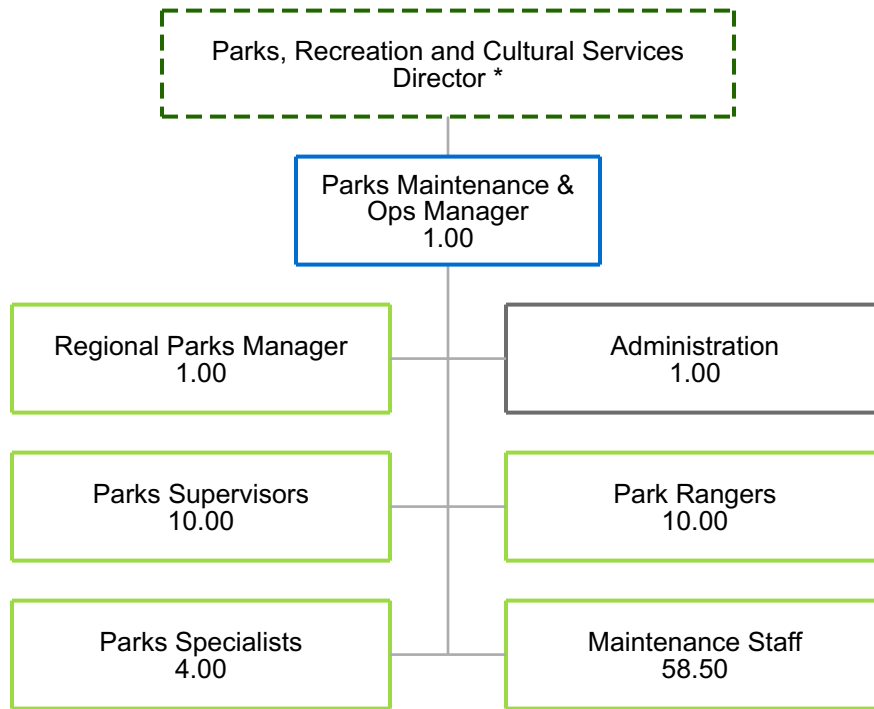 Parks, Recreation and Cultural Services
Director *
Parks Maintenance &
Ops Manager
1.00
Regional Parks Manager
1.00
Administration
1.00
Parks Supervisors
10.00
Park Rangers
10.00
Parks Specialists
4.00
Maintenance Staff
58.50